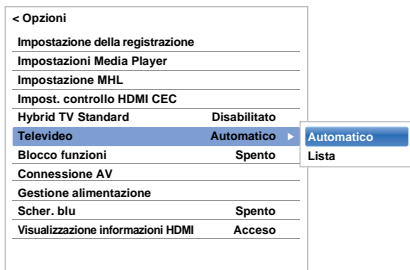 < Opzioni
Impostazione della registrazione
Impostazioni Media Player
Impostazione MHL
Impost. controllo HDMI CEC
Hybrid TV Standard Disabilitato
Televideo Automatico ▶ Automatico
Blocco funzioni Spento Lista
Connessione AV
Gestione alimentazione
Scher. blu Spento
Visualizzazione informazioni HDMI Acceso